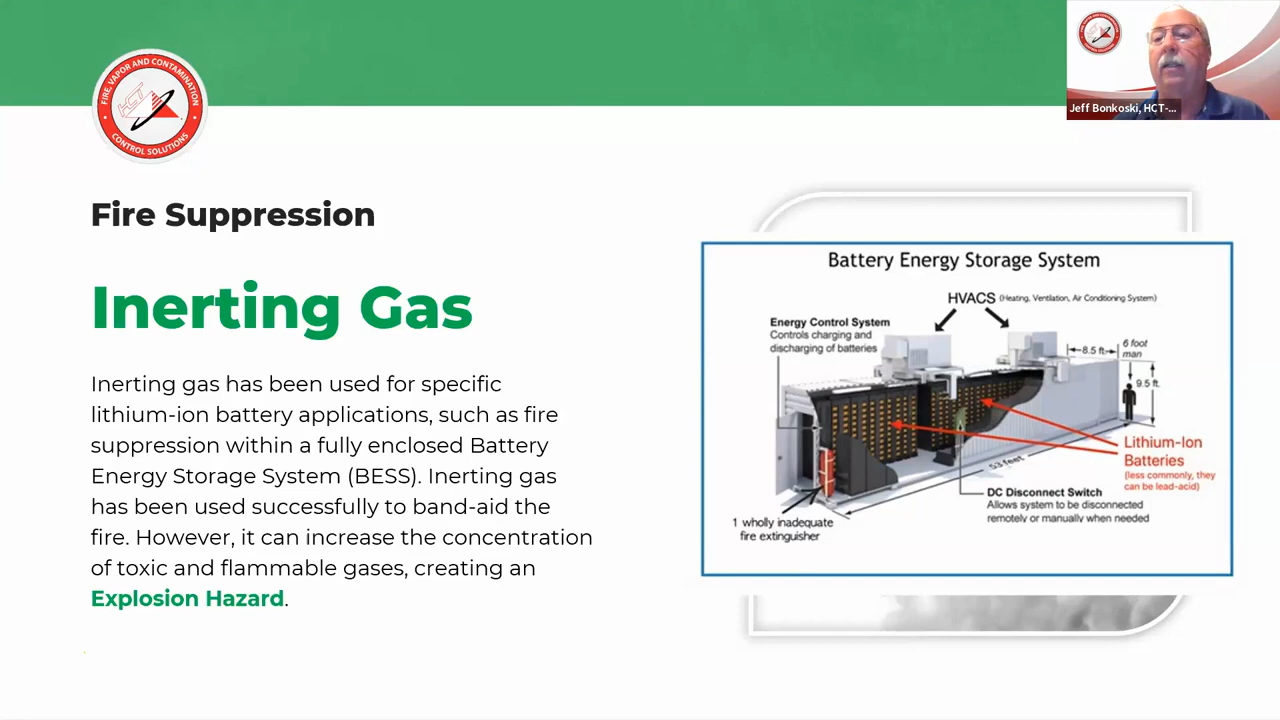 FIRE, VAPOR AND CONTAMINATION
HCT
CONTROL SOLUTIONS
Jeff Bonkoski, HCT-...
Fire Suppression
Inerting Gas
Inerting gas has been used for specific
lithium-ion battery applications, such as fire
suppression within a fully enclosed Battery
Energy Storage System (BESS). Inerting gas
has been used successfully to band-aid the
fire. However, it can increase the concentration
of toxic and flammable gases, creating an
Explosion Hazard.
Battery Energy Storage System
HVACS (Heating, Ventilation, Air Conditioning System)
Energy Control System
Controls charging and
discharging of batteries
8.5 ft.
6 foot
man
9.5 ft.
53 feet
Lithium-Ion
Batteries
(less commonly, they
can be lead-acid)
DC Disconnect Switch
Allows system to be disconnected
remotely or manually when needed
1 wholly inadequate
fire extinguisher